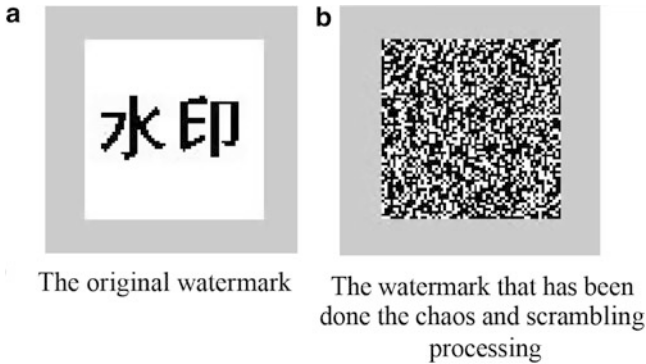 a
b
水印
The original watermark
The watermark that has been
done the chaos and scrambling
processing